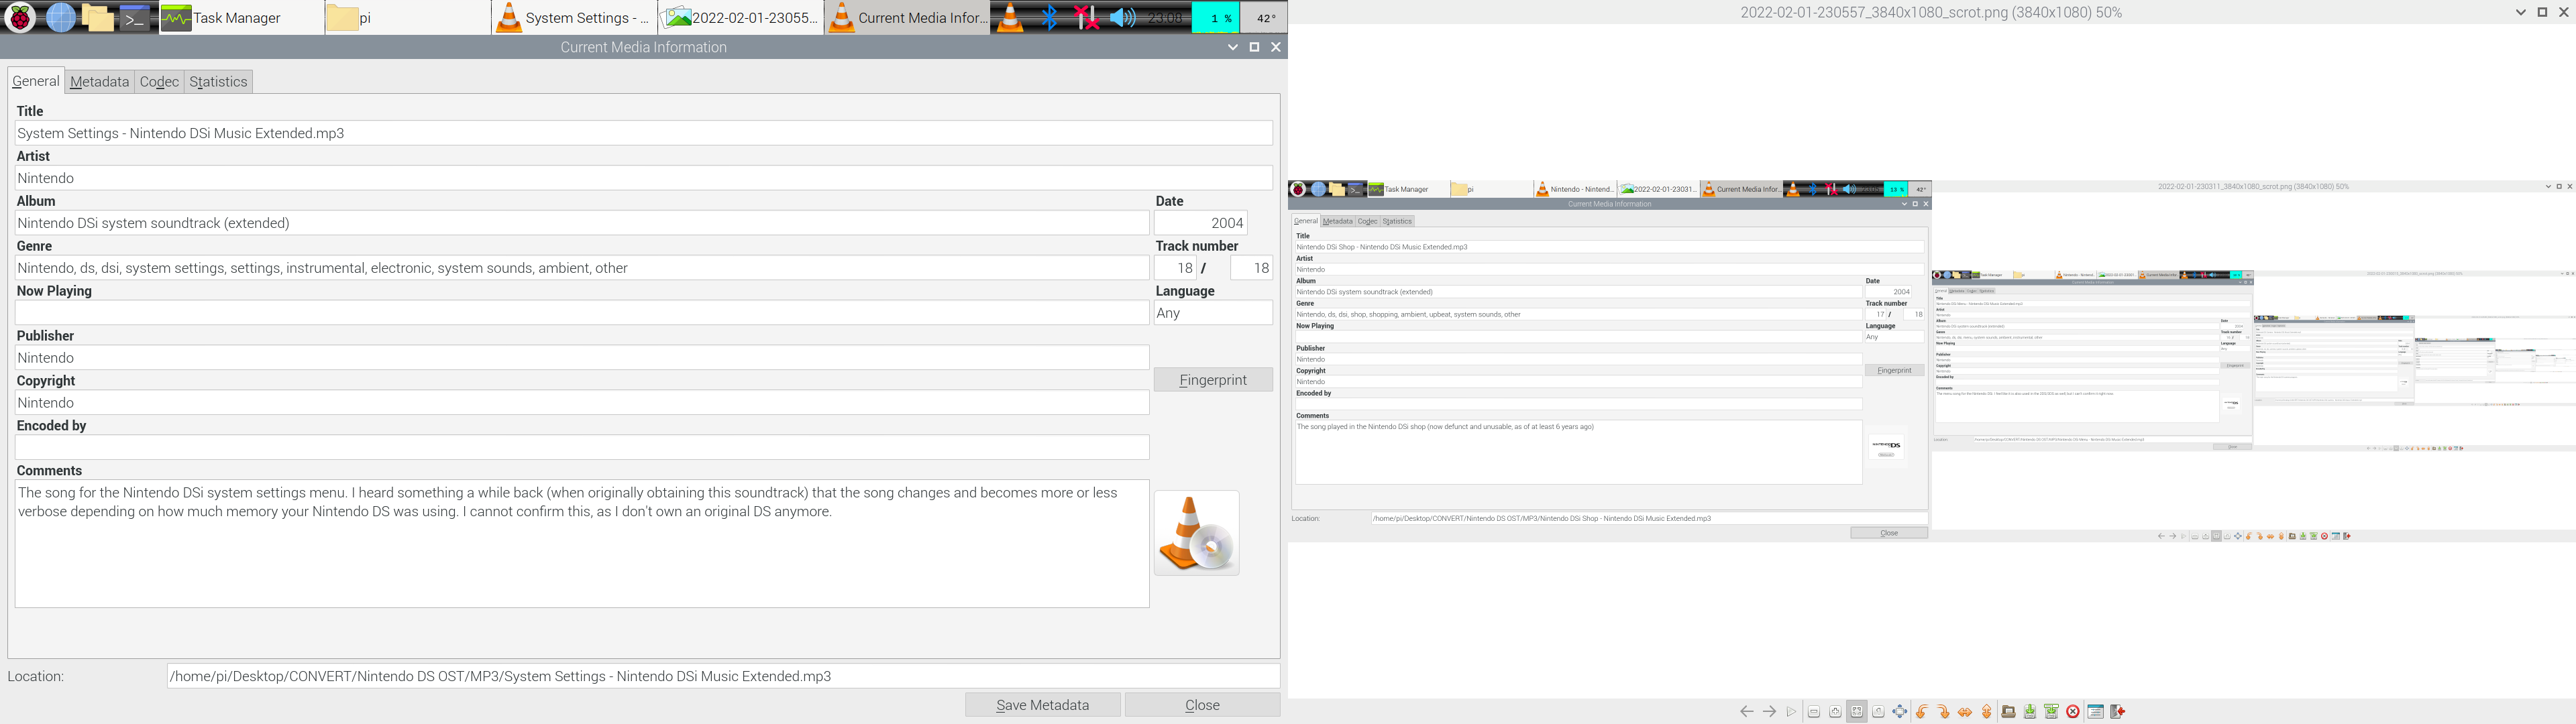 Task Manager
pi
System Settings - ...
2022-02-01-23055...
Current Media Infor...
23:08
1 %
42°
Current Media Information
General
Metadata
Codec
Statistics
Title
System Settings - Nintendo DSi Music Extended.mp3
Artist
Nintendo
Album
Date
Nintendo DSi system soundtrack (extended)
2004
Genre
Track number
Nintendo, ds, dsi, system settings, settings, instrumental, electronic, system sounds, ambient, other
18 / 18
Now Playing
Language
Any
Publisher
Nintendo
Copyright
Fingerprint
Nintendo
Encoded by
Comments
The song for the Nintendo DSi system settings menu. I heard something a while back (when originally obtaining this soundtrack) that the song changes and becomes more or less
verbose depending on how much memory your Nintendo DS was using. I cannot confirm this, as I don't own an original DS anymore.
Location:
/home/pi/Desktop/CONVERT/Nintendo DS OST/MP3/System Settings - Nintendo DSi Music Extended.mp3
Save Metadata
Close
2022-02-01-230557_3840x1080_scrot.png (3840x1080) 50%
Task Manager
pi
Nintendo - Nintend...
2022-02-01-23031...
Current Media Infor...
13 %
42°
Current Media Information
2022-02-01-230311_3840x1080_scrot.png (3840x1080) 50%
General
Metadata
Codec
Statistics
Title
Nintendo DSi Shop - Nintendo DSi Music Extended.mp3
Artist
Nintendo
Album
Date
Nintendo DSi system soundtrack (extended)
2004
Genre
Track number
Nintendo, ds, dsi, shop, shopping, ambient, upbeat, system sounds, other
17 / 18
Now Playing
Language
Any
Publisher
Nintendo
Copyright
Fingerprint
Nintendo
Encoded by
Comments
The song played in the Nintendo DSi shop (now defunct and unusable, as of at least 6 years ago)
NINTENDO DS
Location:
/home/pi/Desktop/CONVERT/Nintendo DS OST/MP3/Nintendo DSi Shop - Nintendo DSi Music Extended.mp3
Close